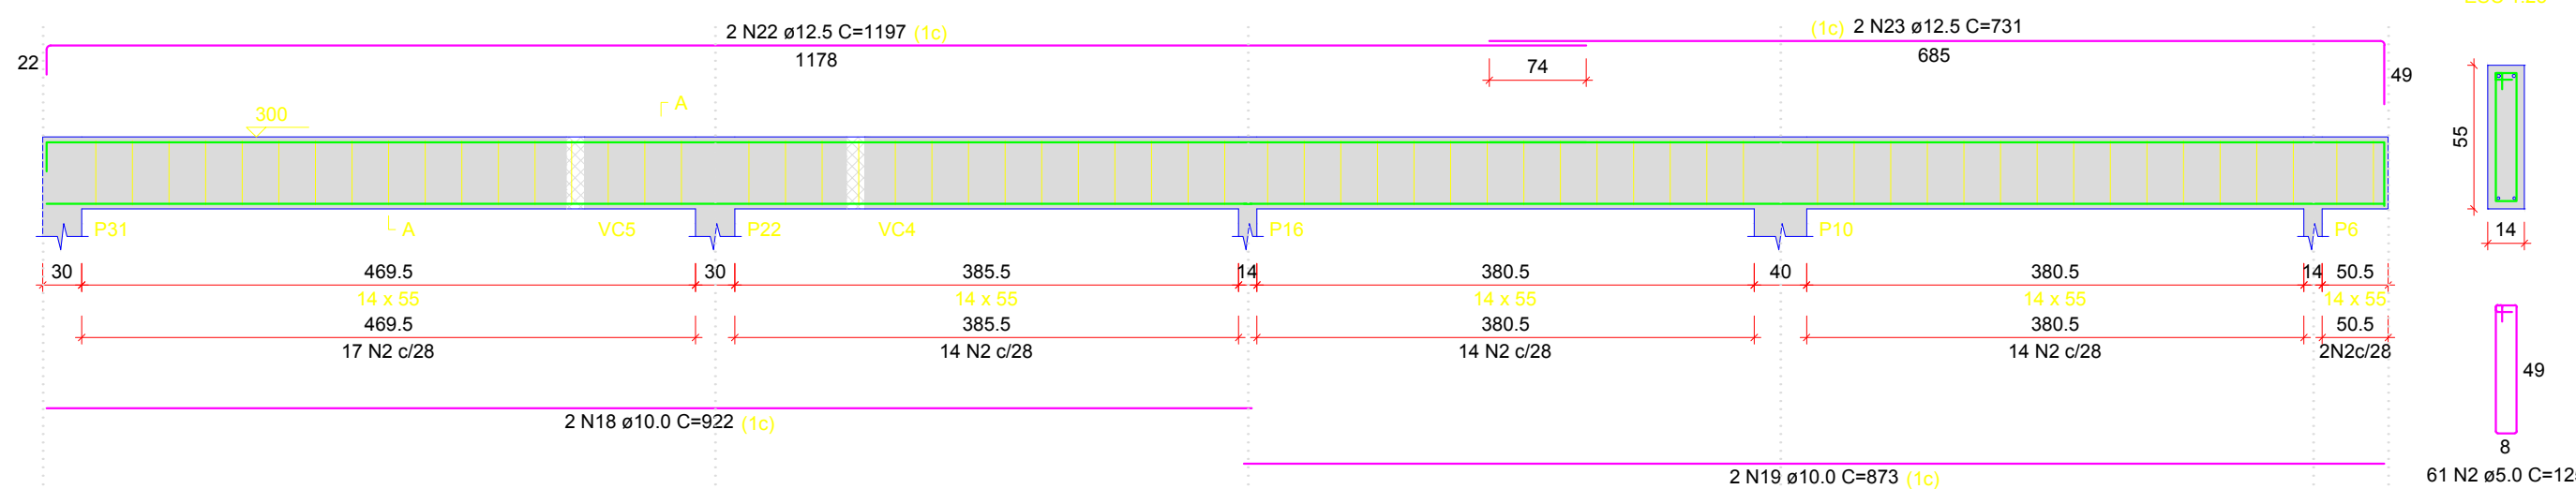 2 N22 ø12.5 C=1197 (1c)
(1c) 2 N23 ø12.5 C=731
22
1178
74
685
49
300
A
55
P31
A
VC5
P22
VC4
P16
P10
P6
14
30
469.5
30
385.5
14
380.5
40
380.5
14
50.5
14 x 55
14 x 55
14 x 55
14 x 55
14 x 55
469.5
385.5
380.5
380.5
50.5
17 N2 c/28
14 N2 c/28
14 N2 c/28
14 N2 c/28
2N2c/28
49
2 N18 ø10.0 C=922 (1c)
8
2 N19 ø10.0 C=873 (1c)
61 N2 ø5.0 C=12